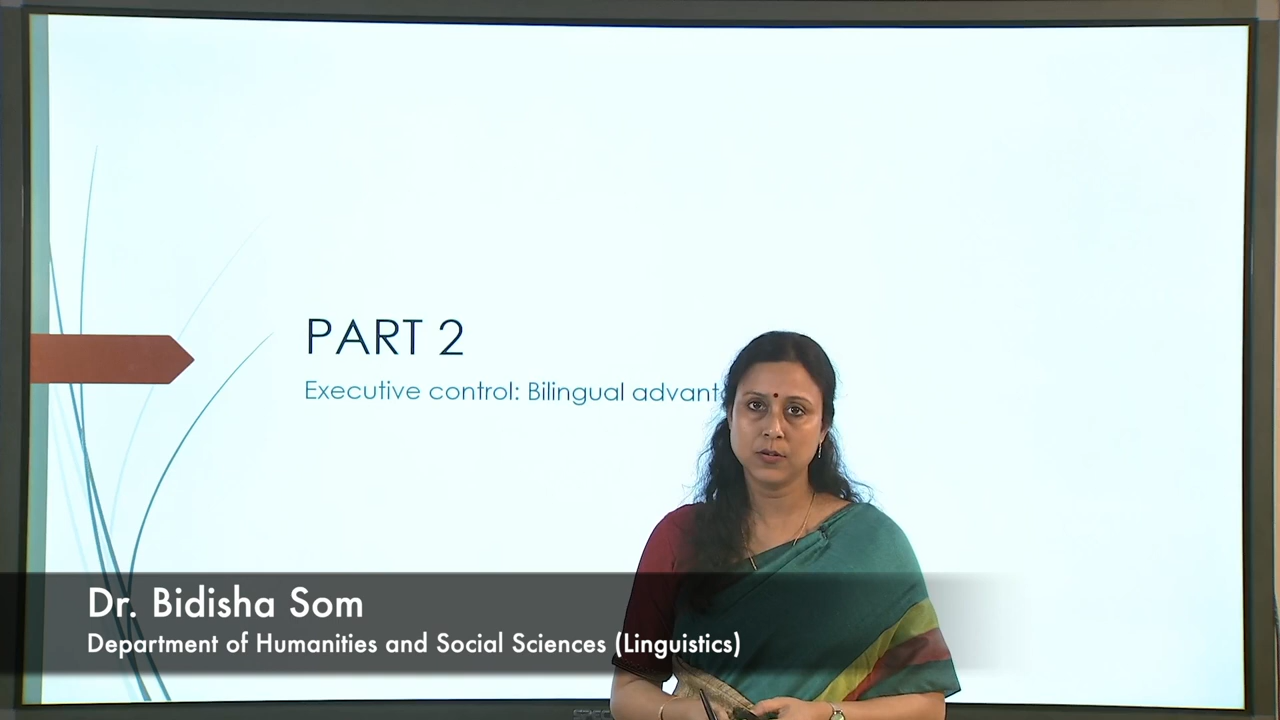 PART 2
Executive control: Bilingual
Dr. Bidisha Som
Department of Humanities and Social Sciences (Linguistics)